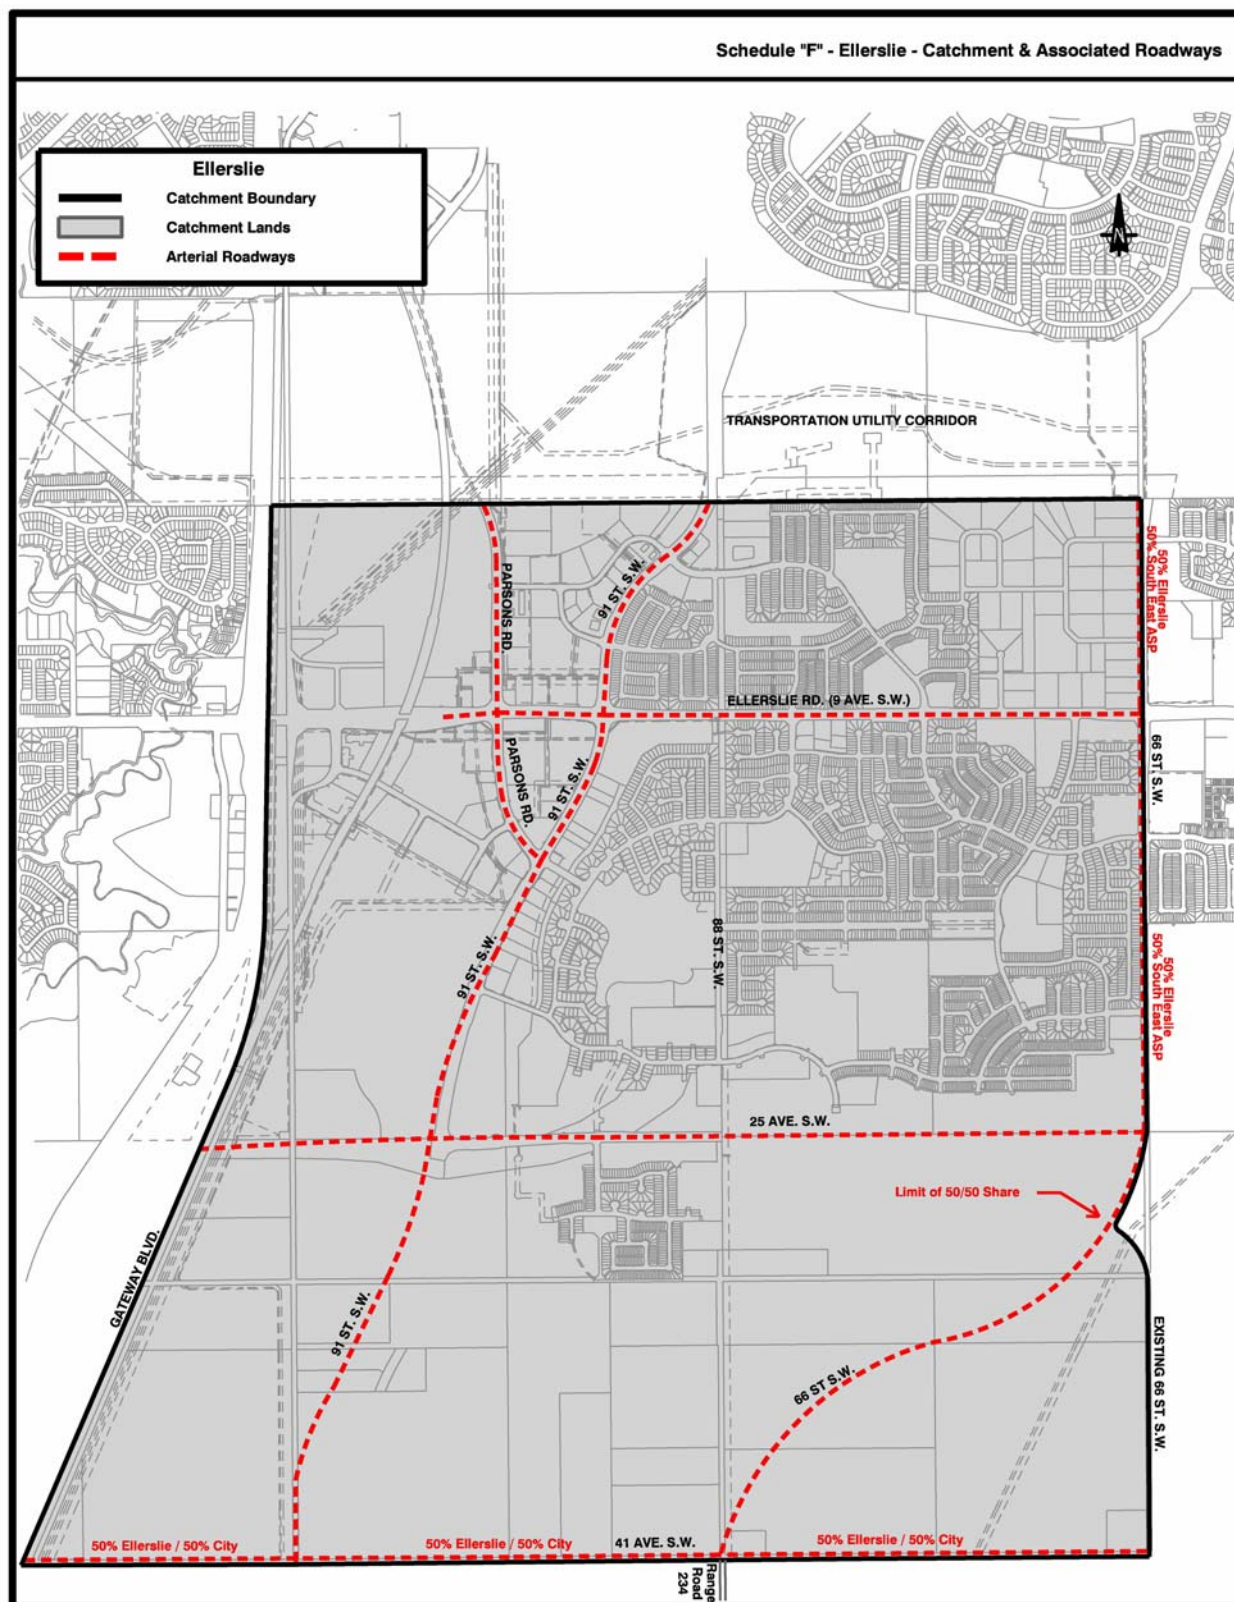 Schedule "F" - Ellerslie - Catchment & Associated Roadways
Ellerslie
Catchment Boundary
Catchment Lands
Arterial Roadways
N
TRANSPORTATION UTILITY CORRIDOR
50% Ellerslie
50% South East ASP
PARSONS RD.
91 ST. S.W.
ELLERSLIE RD. (9 AVE. S.W.)
66 ST. S.W.
PARSONS RD.
91 ST. S.W.
88 ST. S.W.
91 ST. S.W.
50% Ellerslie
50% South East ASP
25 AVE. S.W.
Limit of 50/50 Share
GATEWAY BLVD.
91 ST. S.W.
66 ST S.W.
EXISTING 66 ST. S.W.
50% Ellerslie / 50% City
50% Ellerslie / 50% City
41 AVE. S.W.
50% Ellerslie / 50% City
Range
Road
234